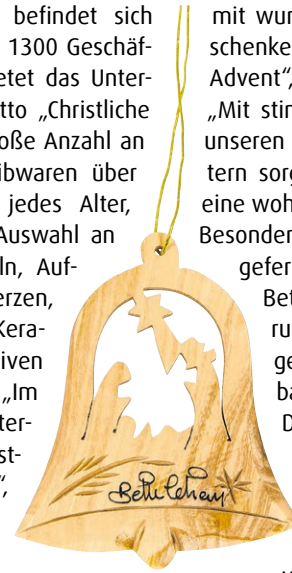 befindet sich
1300 Geschäf-
etet das Unter-
tto „Christliche
oße Anzahl an
ibwaren über
jedes Alter,
Auswahl an
ln, Auf-
erzen,
Kera-
iven
„Im
ter-
st-
“,
mit wun
schenke
Advent“,
„Mit stin
unseren
tern sorg
eine woh
Besonder
gefer
Bet
ru
ge
ba
D
Bethlehem